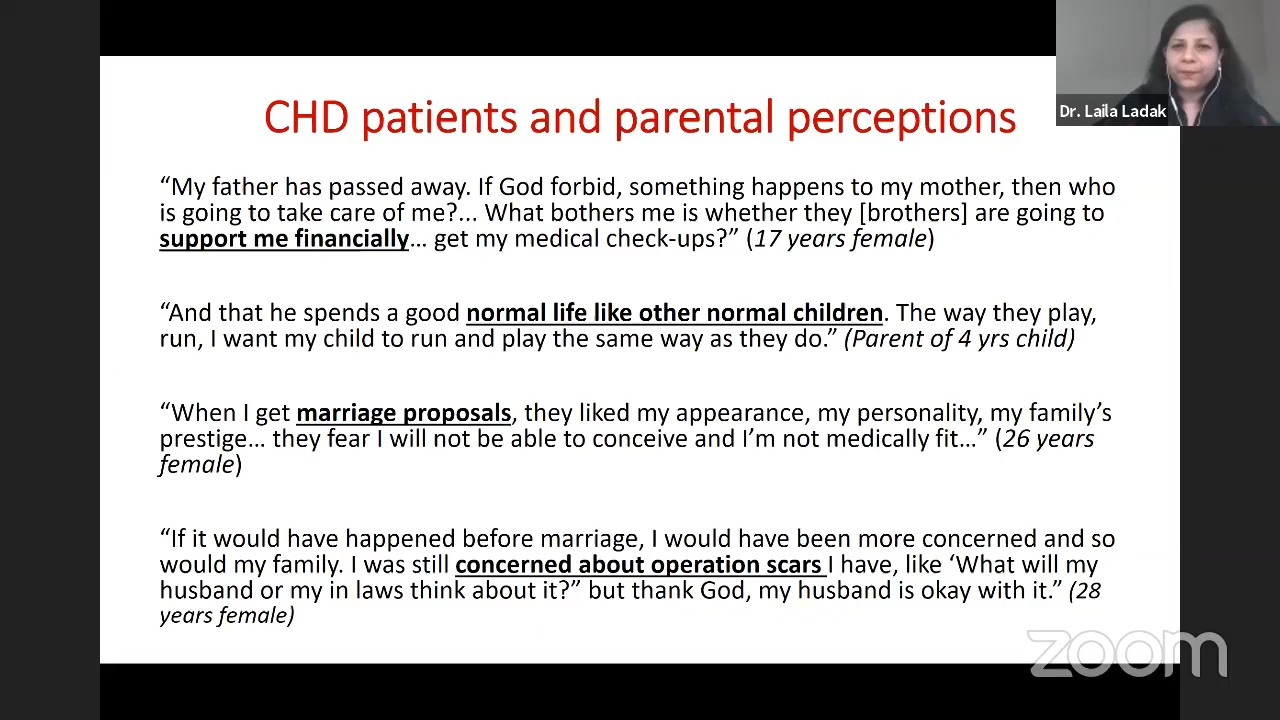 CHD patients and parental perceptions
Dr. Laila Ladak
“My father has passed away. If God forbid, something happens to my mother, then who
is going to take care of me?... What bothers me is whether they [brothers] are going to
support me financially… get my medical check-ups?” (17 years female)
“And that he spends a good normal life like other normal children. The way they play,
run, I want my child to run and play the same way as they do.” (Parent of 4 yrs child)
“When I get marriage proposals, they liked my appearance, my personality, my family’s
prestige… they fear I will not be able to conceive and I’m not medically fit…” (26 years
female)
“If it would have happened before marriage, I would have been more concerned and so
would my family. I was still concerned about operation scars I have, like ‘What will my
husband or my in laws think about it?” but thank God, my husband is okay with it.” (28
years female)
zoom